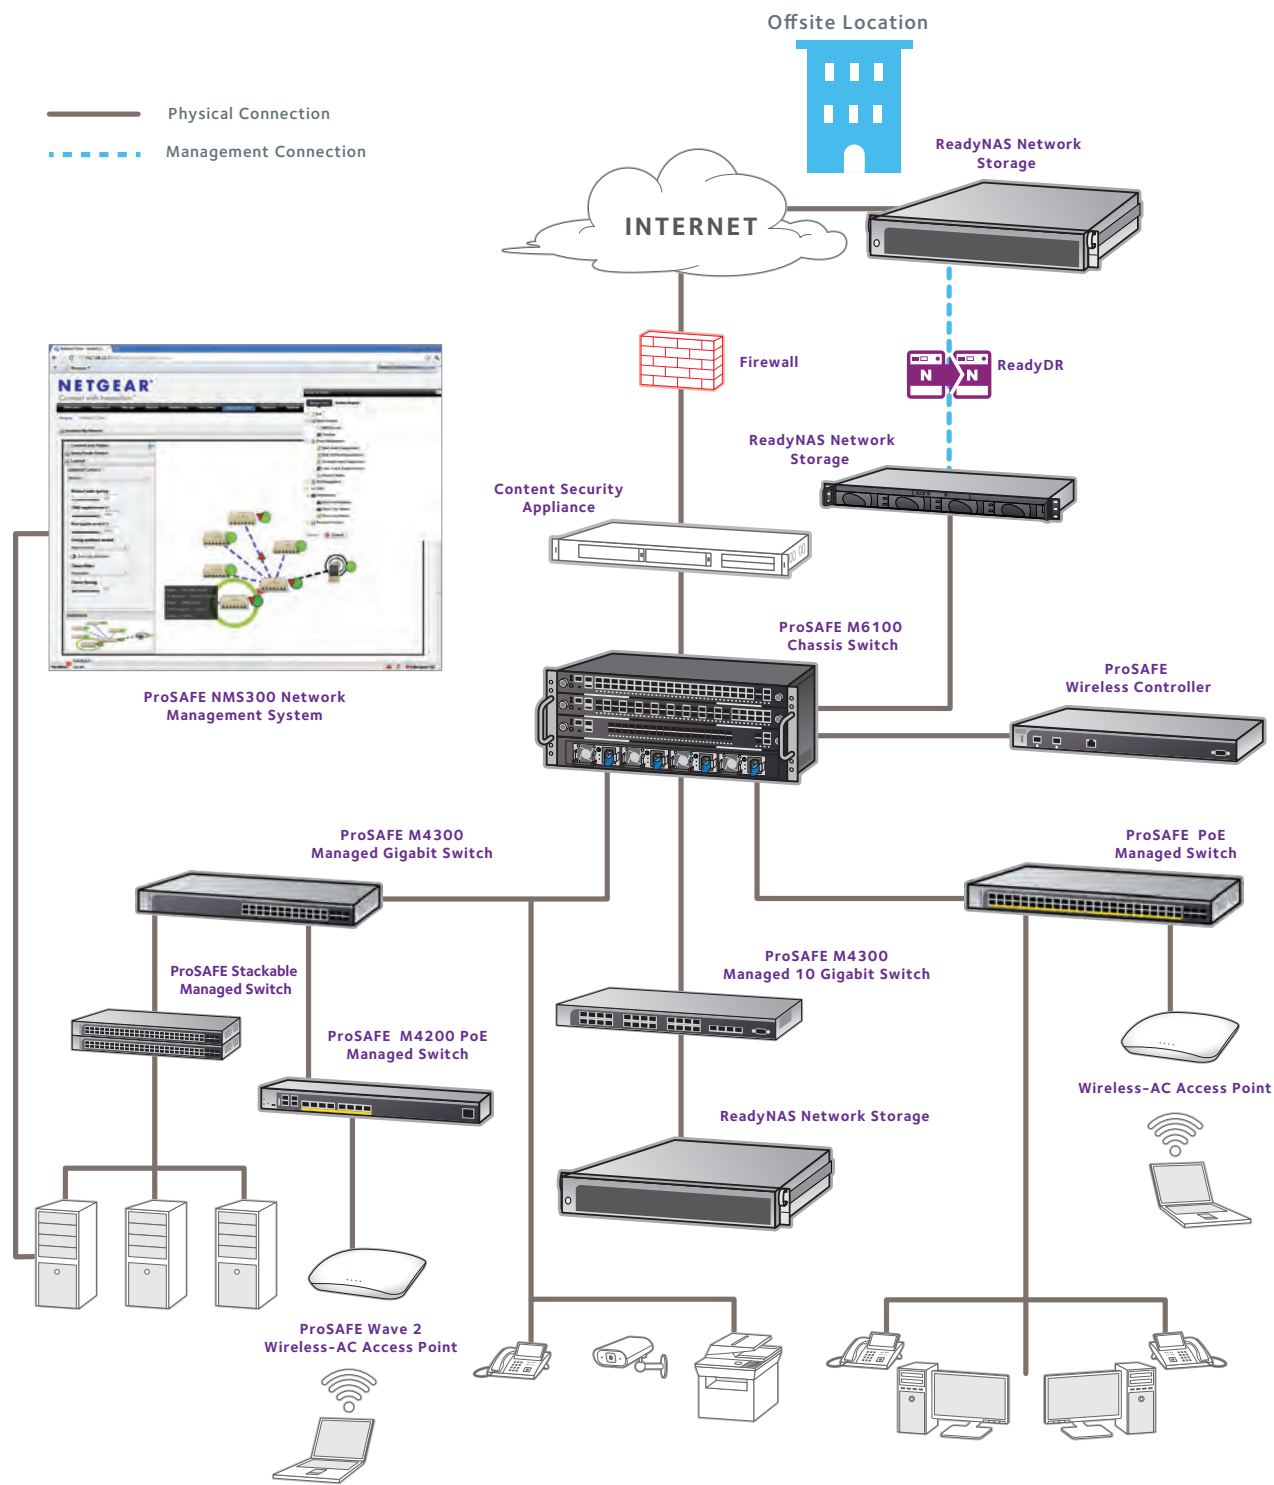 Offsite Location
Physical Connection
Management Connection
ReadyNAS Network
Storage
INTERNET
Firewall
N N
ReadyDR
NETGEAR
Connect with Innovation
ReadyNAS Network
Storage
Content Security
Appliance
ProSAFE M6100
Chassis Switch
ProSAFE
Wireless Controller
ProSAFE NMS300 Network
Management System
ProSAFE M4300
Managed Gigabit Switch
ProSAFE PoE
Managed Switch
ProSAFE Stackable
Managed Switch
ProSAFE M4300
Managed 10 Gigabit Switch
ProSAFE M4200 PoE
Managed Switch
Wireless-AC Access Point
ReadyNAS Network Storage
ProSAFE Wave 2
Wireless-AC Access Point